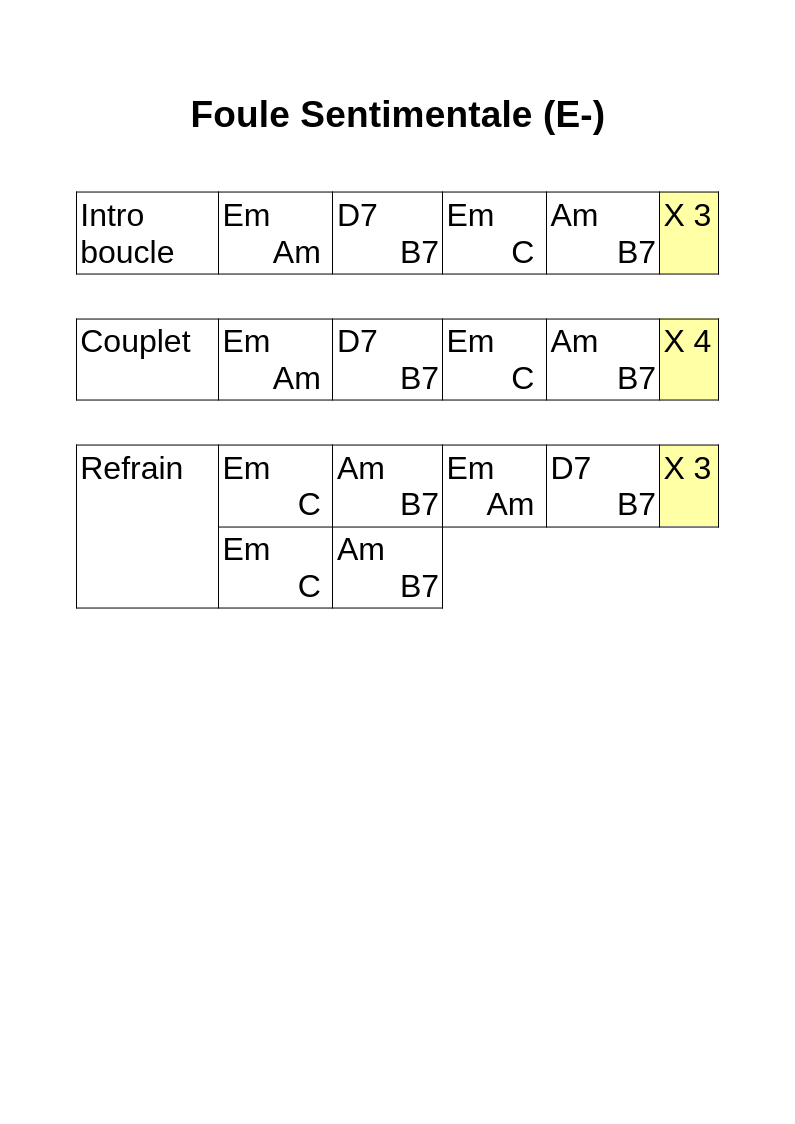 Foule Sentimentale (E-)
Intro Em D7 Em Am X 3
boucle Am B7 C B7
Couplet Em D7 Em Am X 4
Am B7 C B7
Refrain Em Am Em D7 X 3
C B7 Am B7
Em Am
C B7